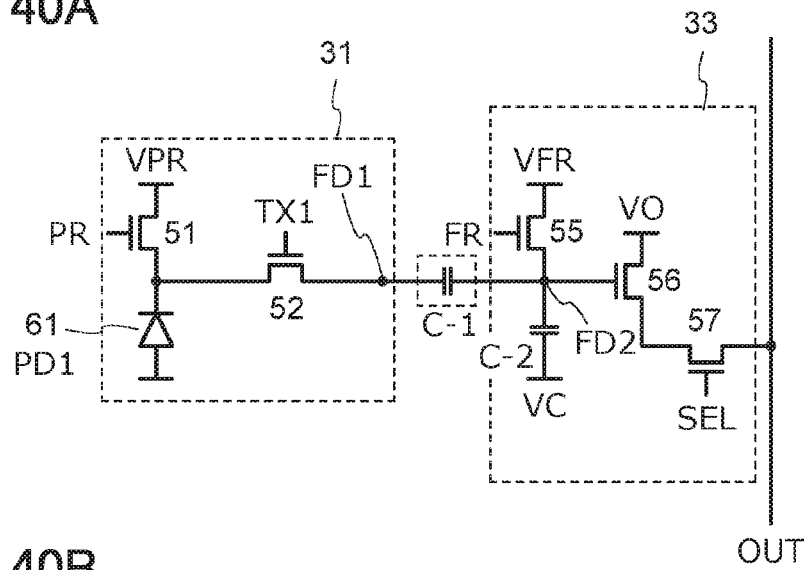 40A
33
31
VPR
FD1
VFR
TX1
VO
PR
51
FR
55
56
52
57
61
C-1
FD2
PD1
C-2
VC
SEL
OUT
40B